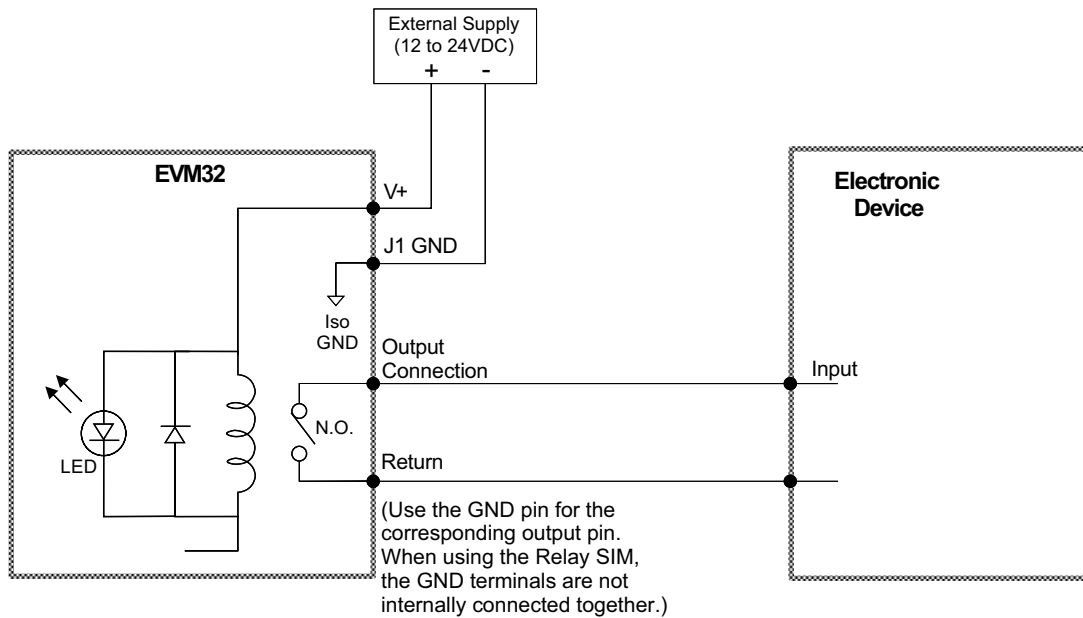 External Supply
(12 to 24VDC)
+ -
EVM32
V+
J1 GND
Iso
GND
Output
Connection
N.O.
LED
Return
(Use the GND pin for the
corresponding output pin.
When using the Relay SIM,
the GND terminals are not
internally connected together.)
Electronic
Device
Input